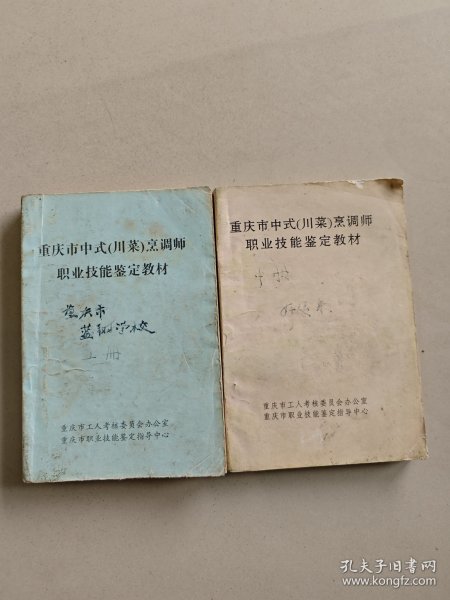 重庆市中式(川菜)烹调师
职业技能鉴定教材
重庆市
上册
重庆市工人考核委员会办公室
重庆市职业技能鉴定指导中心
重庆市中式(川菜)烹调师
职业技能鉴定教材
重庆市工人考核委员会办公室
重庆市职业技能鉴定指导中心
孔夫子旧书网
www.kongfz.com